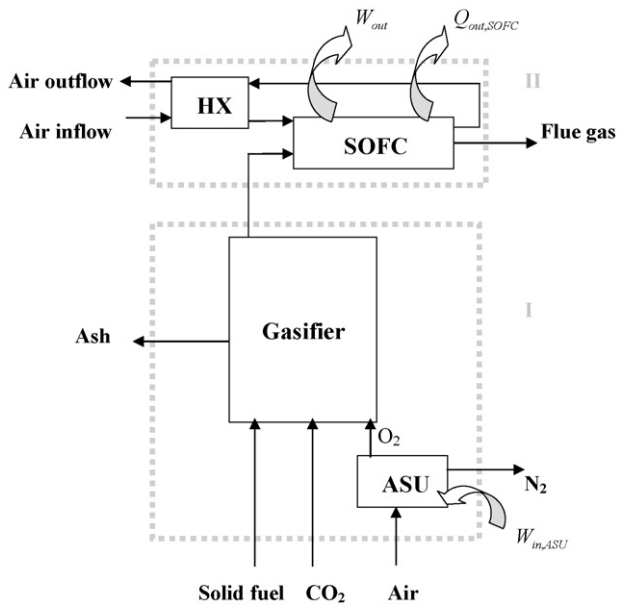 W_out
Q_out,SOFC
Air outflow
HX
II
Air inflow
SOFC
Flue gas
I
Ash
Gasifier
O₂
ASU
N₂
W_in,ASU
Solid fuel CO₂ Air